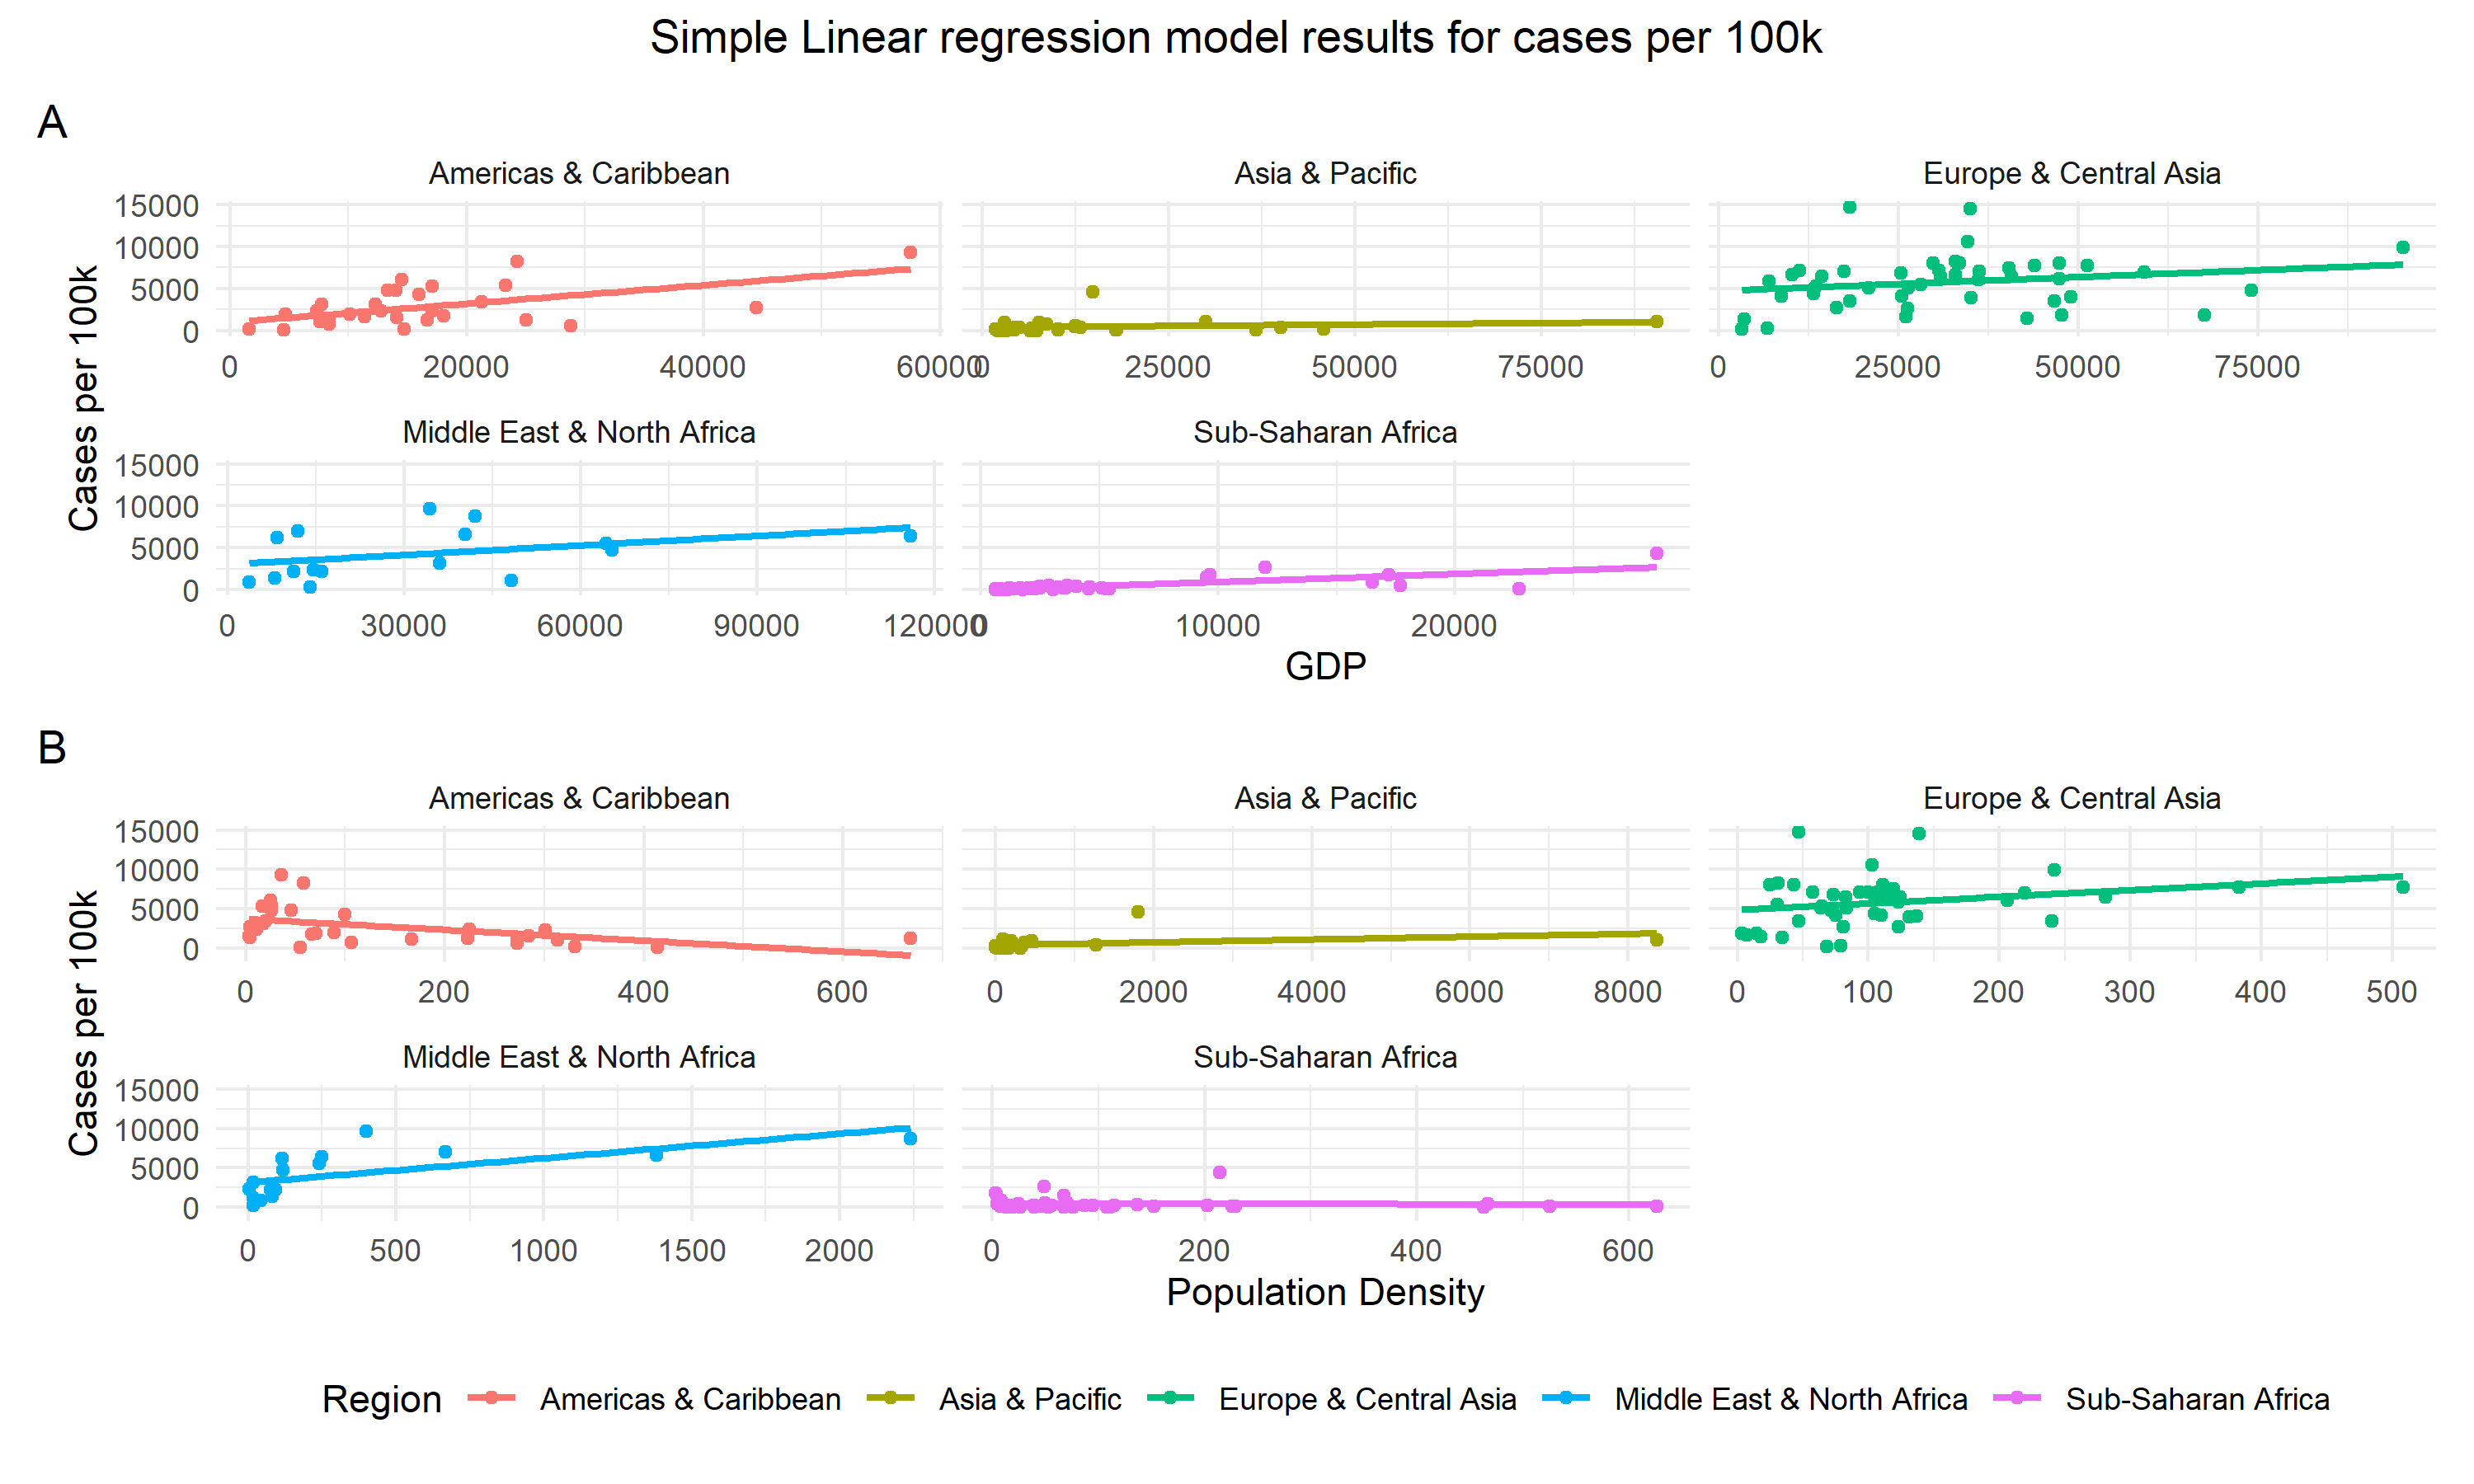 Simple Linear regression model results for cases per 100k
A
Americas & Caribbean
Asia & Pacific
Europe & Central Asia
15000
10000
5000
0
0 20000 40000 60000
0 25000 50000 75000
0 25000 50000 75000
Cases per 100k
Middle East & North Africa
Sub-Saharan Africa
15000
10000
5000
0
0 30000 60000 90000 120000
0 10000 20000
GDP
B
Americas & Caribbean
Asia & Pacific
Europe & Central Asia
15000
10000
5000
0
0 200 400 600
0 2000 4000 6000 8000
0 100 200 300 400 500
Cases per 100k
Middle East & North Africa
Sub-Saharan Africa
15000
10000
5000
0
0 500 1000 1500 2000
0 200 400 600
Population Density
Region Americas & Caribbean Asia & Pacific Europe & Central Asia Middle East & North Africa Sub-Saharan Africa